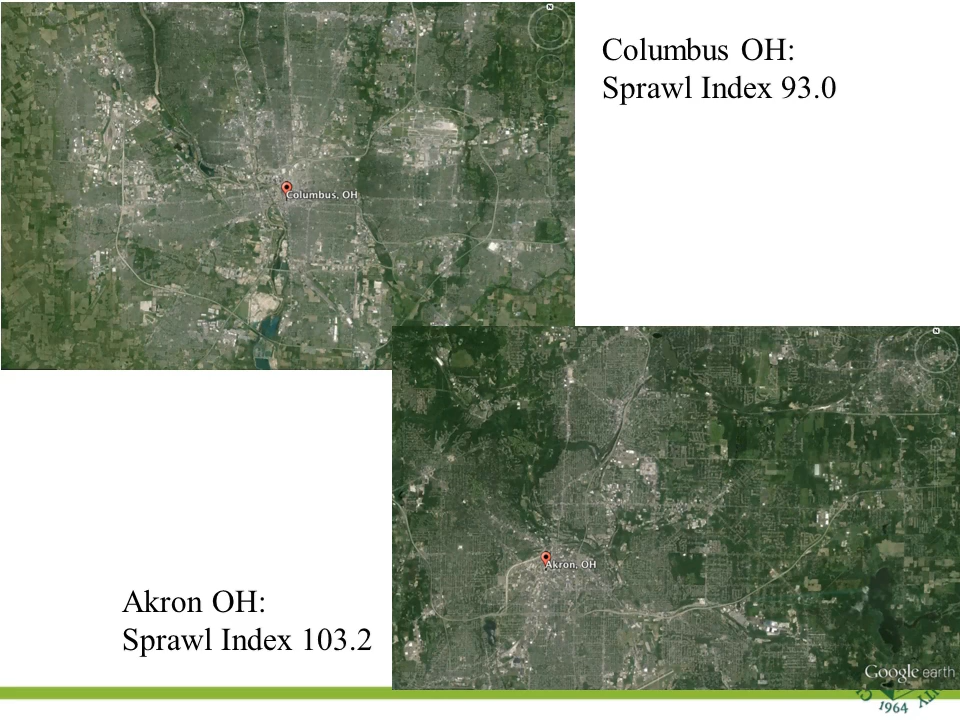 N
Columbus OH:
Sprawl Index 93.0
Columbus, OH
N
Akron, OH
Akron OH:
Sprawl Index 103.2
Google earth
1964